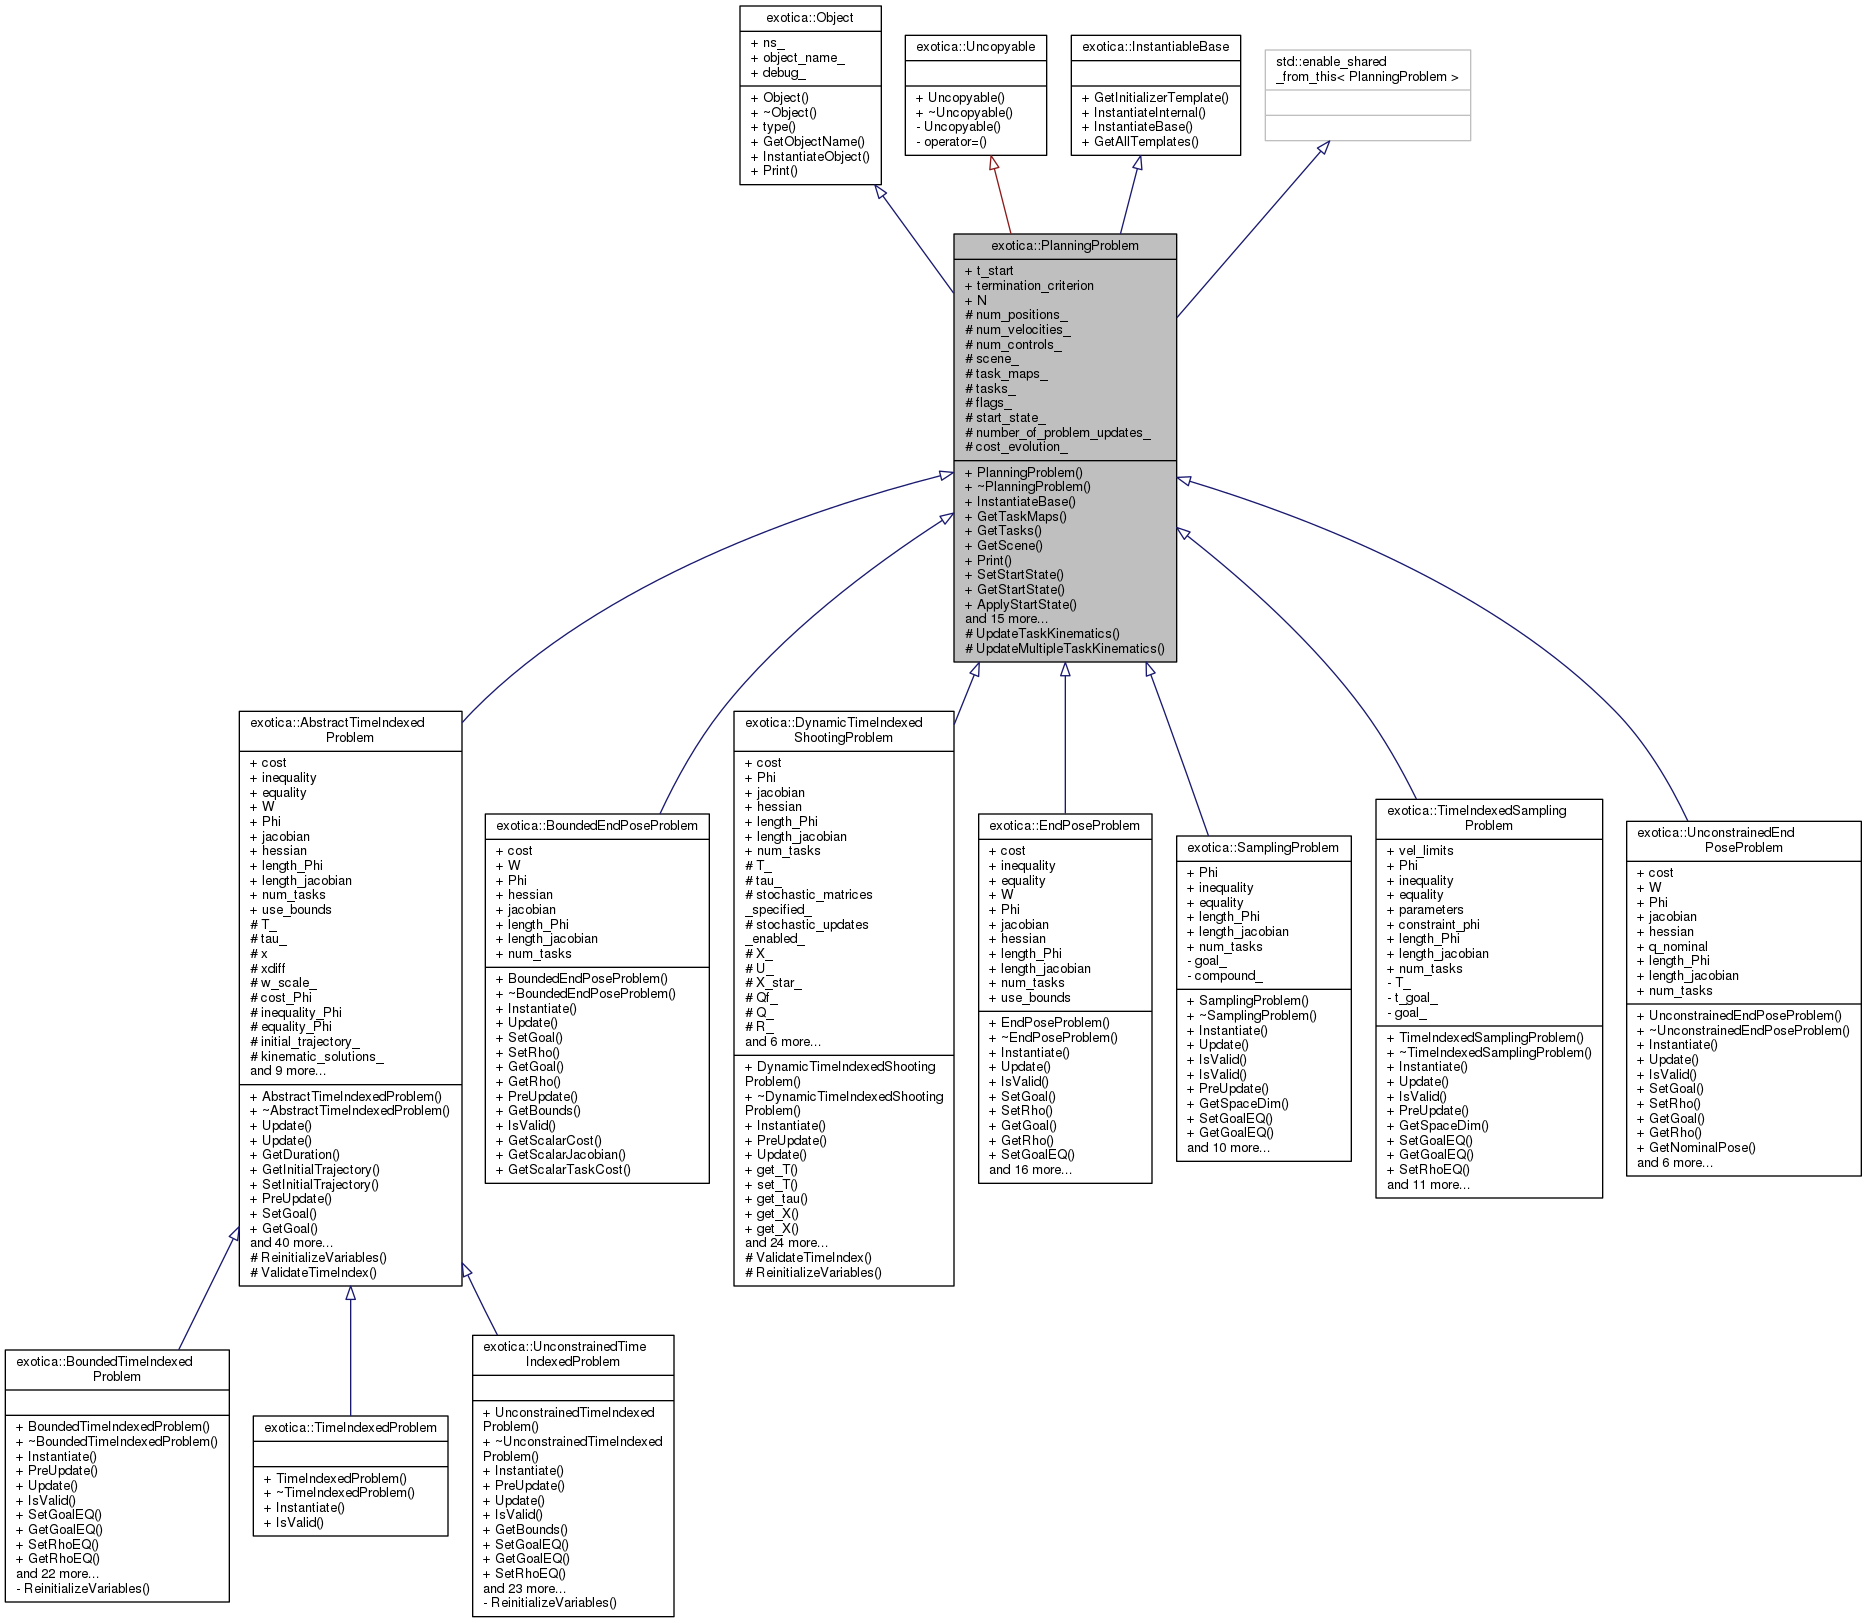 exotica::Object
+ ns_
+ object_name_
+ debug_
+ Object()
+ ~Object()
+ type()
+ GetObjectName()
+ InstantiateObject()
+ Print()
exotica::Uncopyable
+ Uncopyable()
+ ~Uncopyable()
- Uncopyable()
- operator=()
exotica::InstantiableBase
+ GetInitializerTemplate()
+ InstantiateInternal()
+ InstantiateBase()
+ GetAllTemplates()
std::enable_shared
_from_this< PlanningProblem >
exotica::PlanningProblem
+ t_start
+ termination_criterion
+ N
# num_positions_
# num_velocities_
# num_controls_
# scene_
# task_maps_
# tasks_
# flags_
# start_state_
# number_of_problem_updates_
# cost_evolution_
+ PlanningProblem()
+ ~PlanningProblem()
+ InstantiateBase()
+ GetTaskMaps()
+ GetTasks()
+ GetScene()
+ Print()
+ SetStartState()
+ GetStartState()
+ ApplyStartState()
and 15 more...
# UpdateTaskKinematics()
# UpdateMultipleTaskKinematics()
exotica::AbstractTimeIndexed
Problem
+ cost
+ inequality
+ equality
+ W
+ Phi
+ jacobian
+ hessian
+ length_Phi
+ length_jacobian
+ num_tasks
+ use_bounds
# T_
# tau_
# x
# xdiff
# w_scale_
# cost_Phi
# inequality_Phi
# equality_Phi
# initial_trajectory_
# kinematic_solutions_
and 9 more...
+ AbstractTimeIndexedProblem()
+ ~AbstractTimeIndexedProblem()
+ Update()
+ Update()
+ GetDuration()
+ GetInitialTrajectory()
+ SetInitialTrajectory()
+ PreUpdate()
+ SetGoal()
+ GetGoal()
and 40 more...
# ReinitializeVariables()
# ValidateTimeIndex()
exotica::BoundedEndPoseProblem
+ cost
+ W
+ Phi
+ hessian
+ jacobian
+ length_Phi
+ length_jacobian
+ num_tasks
+ BoundedEndPoseProblem()
+ ~BoundedEndPoseProblem()
+ Instantiate()
+ Update()
+ SetGoal()
+ SetRho()
+ GetGoal()
+ GetRho()
+ PreUpdate()
+ GetBounds()
+ IsValid()
+ GetScalarCost()
+ GetScalarJacobian()
+ GetScalarTaskCost()
exotica::DynamicTimeIndexed
ShootingProblem
+ cost
+ Phi
+ jacobian
+ hessian
+ length_Phi
+ length_jacobian
+ num_tasks
# T_
# tau_
# stochastic_matrices
_specified_
# stochastic_updates
_enabled_
# X_
# U_
# X_star_
# Qf_
# Q_
# R_
and 6 more...
+ DynamicTimeIndexedShooting
Problem()
+ ~DynamicTimeIndexedShooting
Problem()
+ Instantiate()
+ PreUpdate()
+ Update()
+ get_T()
+ set_T()
+ get_tau()
+ get_X()
+ get_X()
and 24 more...
# ValidateTimeIndex()
# ReinitializeVariables()
exotica::EndPoseProblem
+ cost
+ inequality
+ equality
+ W
+ Phi
+ jacobian
+ hessian
+ length_Phi
+ length_jacobian
+ num_tasks
+ use_bounds
+ EndPoseProblem()
+ ~EndPoseProblem()
+ Instantiate()
+ Update()
+ IsValid()
+ SetGoal()
+ SetRho()
+ GetGoal()
+ GetRho()
+ SetGoalEQ()
and 16 more...
exotica::SamplingProblem
+ Phi
+ inequality
+ equality
+ length_Phi
+ length_jacobian
+ num_tasks
- goal_
- compound_
+ SamplingProblem()
+ ~SamplingProblem()
+ Instantiate()
+ Update()
+ IsValid()
+ IsValid()
+ PreUpdate()
+ GetSpaceDim()
+ SetGoalEQ()
+ GetGoalEQ()
and 10 more...
exotica::TimeIndexedSampling
Problem
+ vel_limits
+ Phi
+ inequality
+ equality
+ parameters
+ constraint_phi
+ length_Phi
+ length_jacobian
+ num_tasks
- T_
- t_goal_
- goal_
+ TimeIndexedSamplingProblem()
+ ~TimeIndexedSamplingProblem()
+ Instantiate()
+ Update()
+ IsValid()
+ PreUpdate()
+ GetSpaceDim()
+ SetGoalEQ()
+ GetGoalEQ()
+ SetRhoEQ()
and 11 more...
exotica::UnconstrainedEnd
PoseProblem
+ cost
+ W
+ Phi
+ jacobian
+ hessian
+ q_nominal
+ length_Phi
+ length_jacobian
+ num_tasks
+ UnconstrainedEndPoseProblem()
+ ~UnconstrainedEndPoseProblem()
+ Instantiate()
+ Update()
+ IsValid()
+ SetGoal()
+ SetRho()
+ GetGoal()
+ GetRho()
+ GetNominalPose()
and 6 more...
exotica::BoundedTimeIndexed
Problem
+ BoundedTimeIndexedProblem()
+ ~BoundedTimeIndexedProblem()
+ Instantiate()
+ PreUpdate()
+ Update()
+ IsValid()
+ SetGoalEQ()
+ GetGoalEQ()
+ SetRhoEQ()
+ GetRhoEQ()
and 22 more...
- ReinitializeVariables()
exotica::TimeIndexedProblem
+ TimeIndexedProblem()
+ ~TimeIndexedProblem()
+ Instantiate()
+ IsValid()
exotica::UnconstrainedTime
IndexedProblem
+ UnconstrainedTimeIndexed
Problem()
+ ~UnconstrainedTimeIndexed
Problem()
+ Instantiate()
+ PreUpdate()
+ Update()
+ IsValid()
+ GetBounds()
+ SetGoalEQ()
+ GetGoalEQ()
+ SetRhoEQ()
and 23 more...
- ReinitializeVariables()